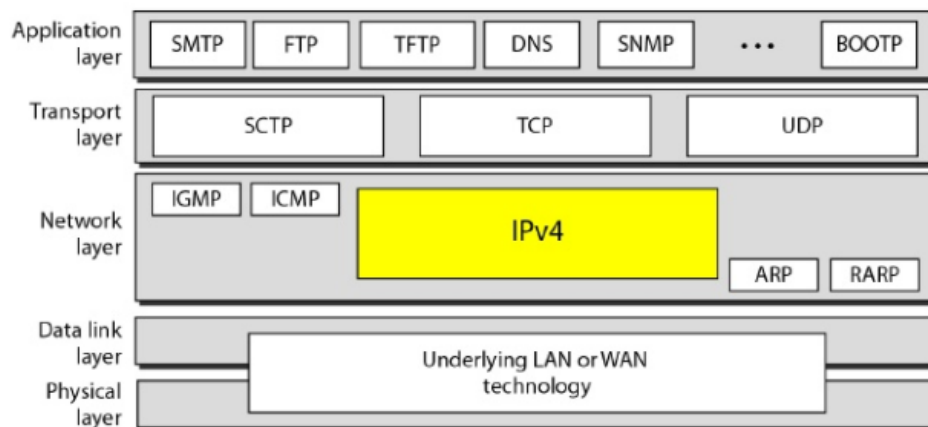 Application
layer
SMTP FTP TFTP DNS SNMP ... BOOTP
Transport
layer
SCTP TCP UDP
Network
layer
IGMP ICMP
IPv4
ARP RARP
Data link
layer
Underlying LAN or WAN
technology
Physical
layer